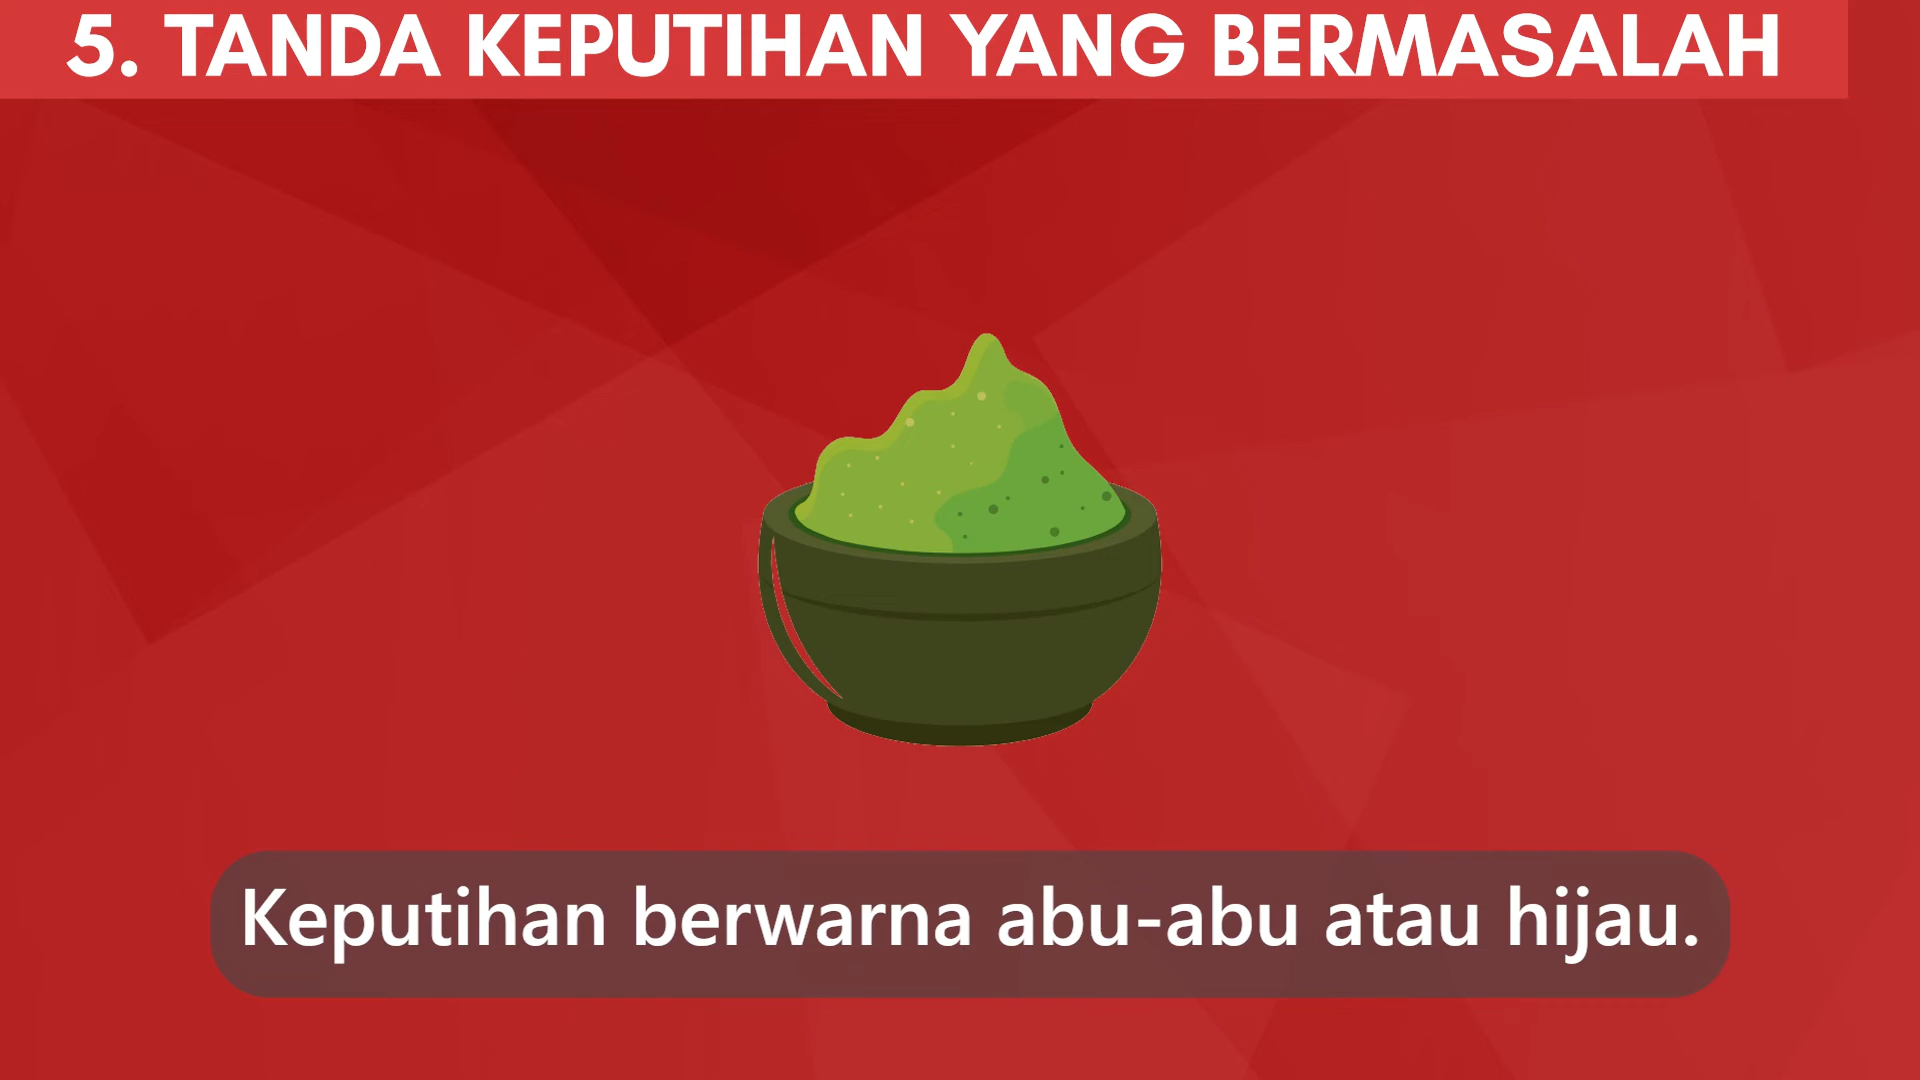 5. TANDA KEPUTIHAN YANG BERMASALAH
Keputihan berwarna abu-abu atau hijau.